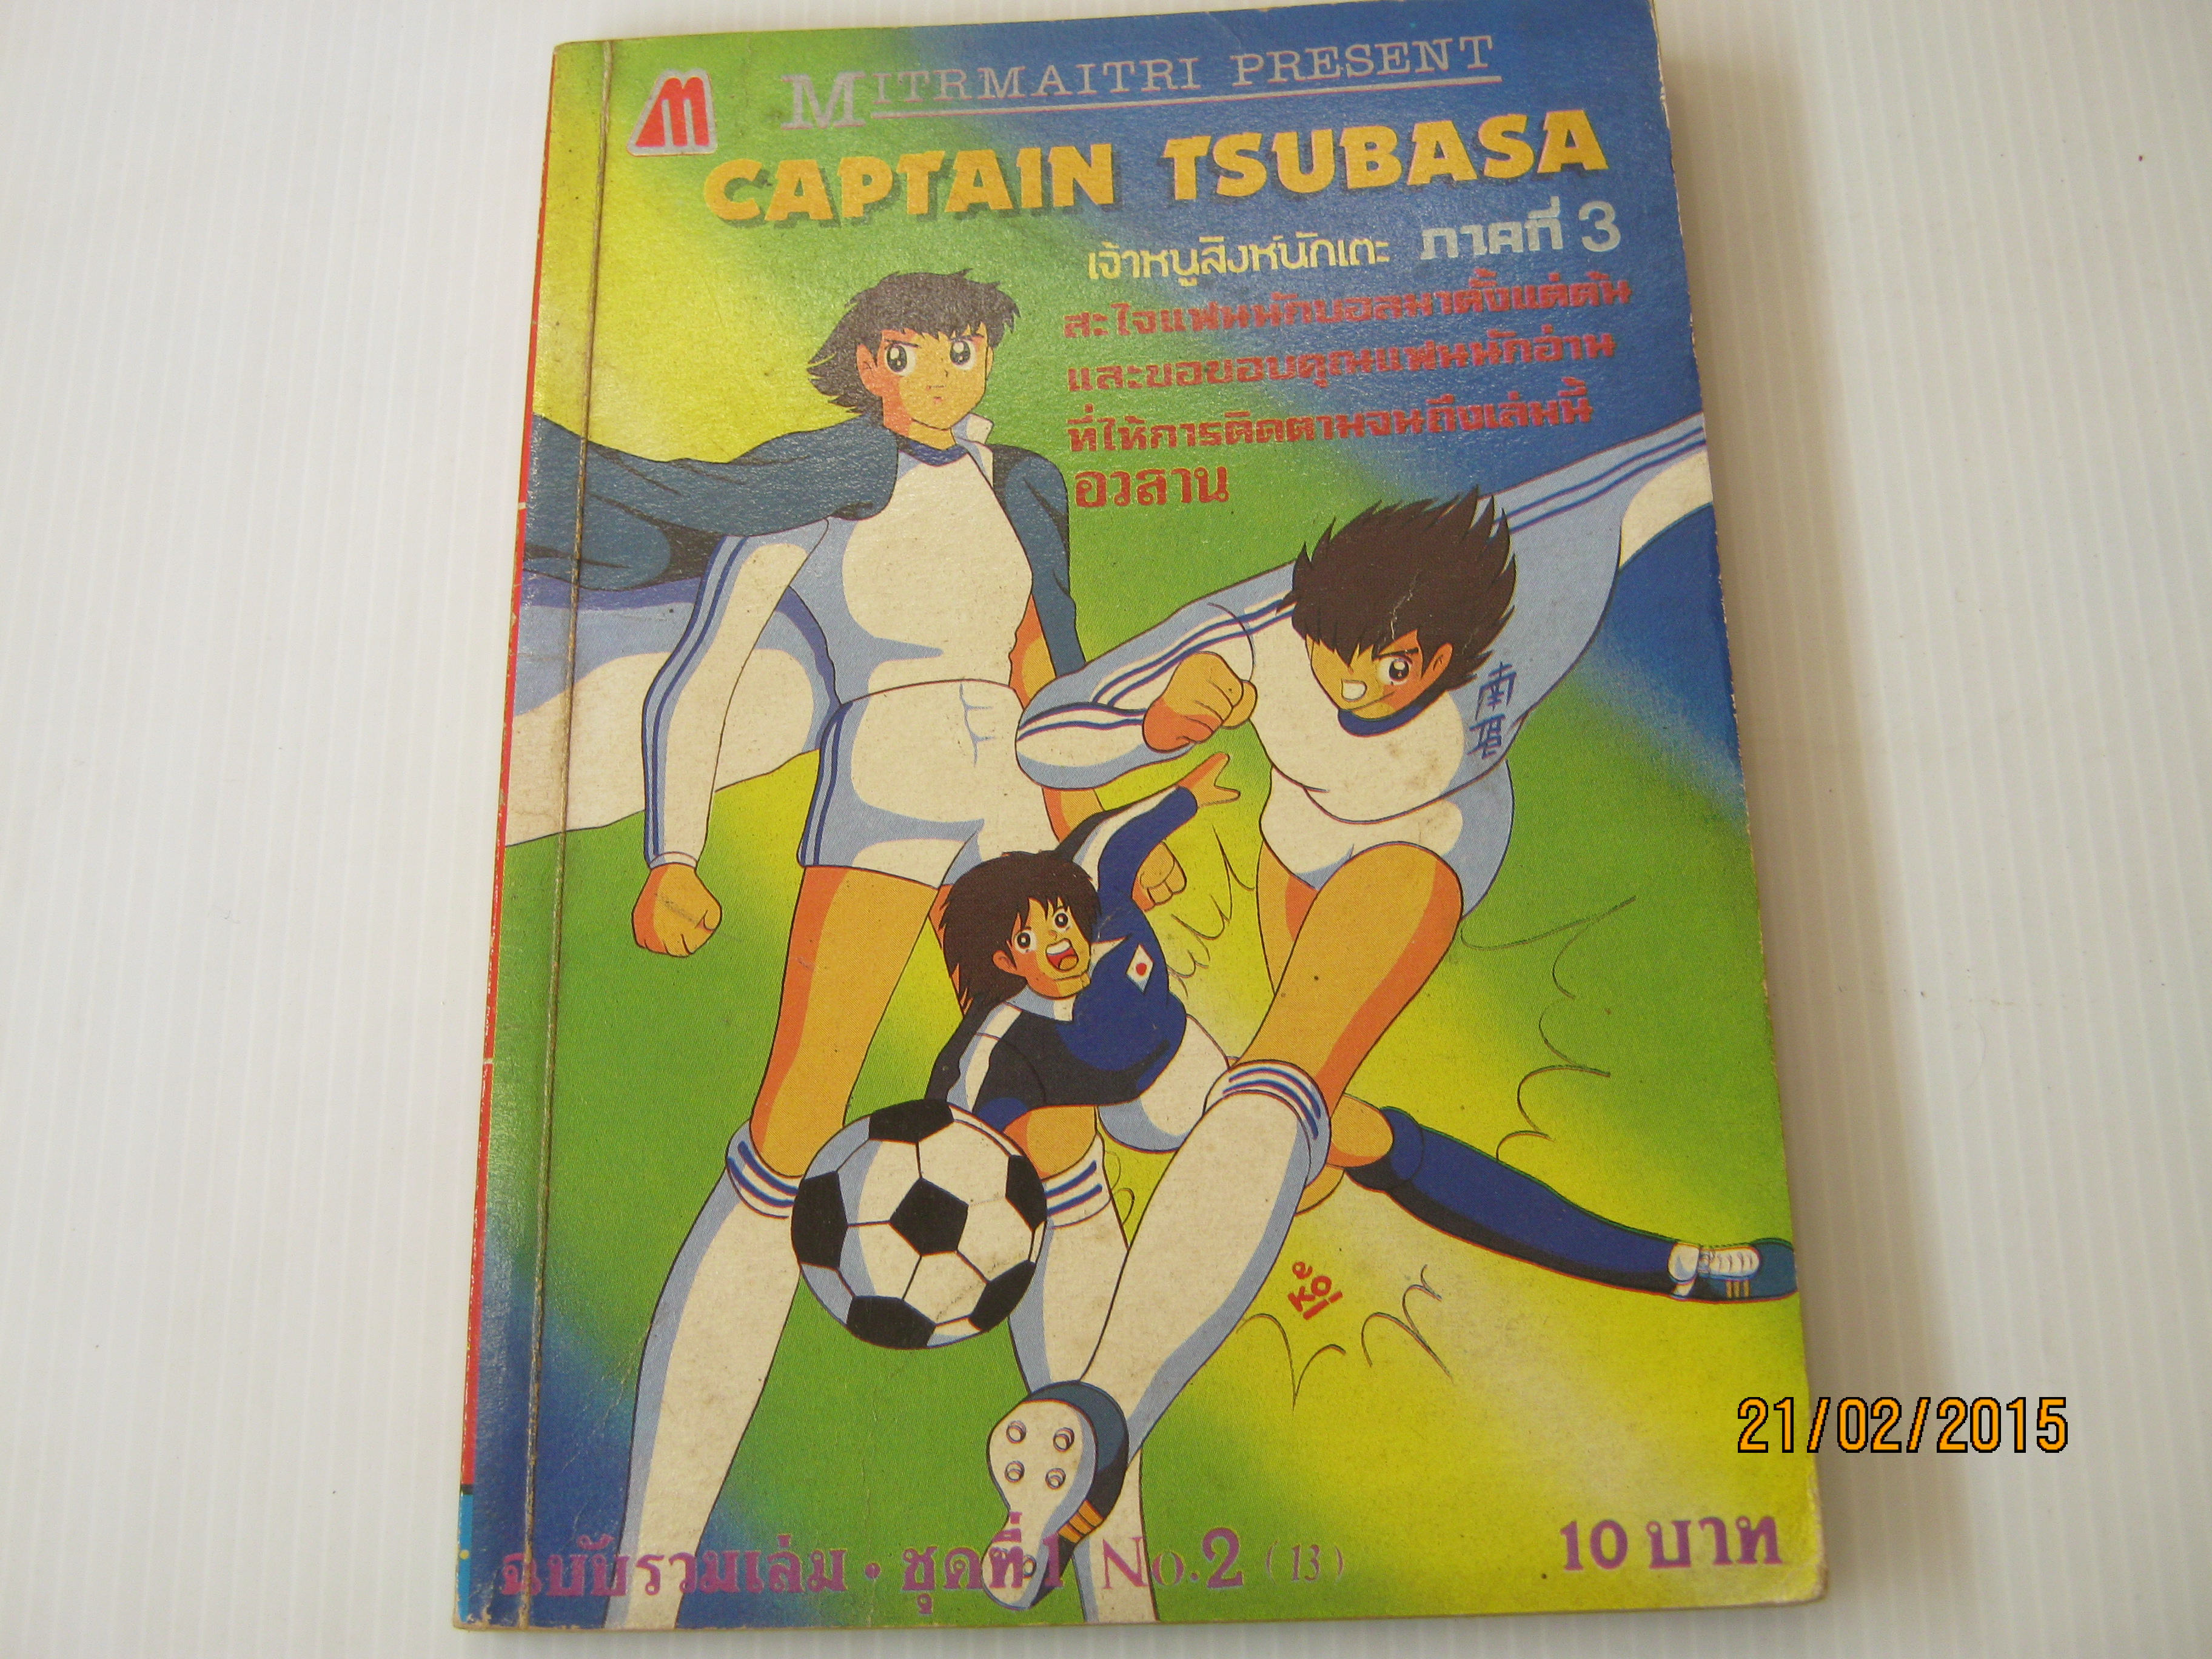 MITRMAITRI PRESENT
CAPTAIN TSUBASA
เจ้าหนูสิงห์นักเตะ ภาคที่ 3
สะใจแฟนนักบอลมาตั้งแต่ต้น
และขอขอบคุณแฟนนักอ่าน
ที่ให้การติดตามจนถึงเล่มนี้
อวสาน
南
eкoi
21/02/2015
ฉบับรวมเล่ม • ชุดที่ 1 No.2 (13)
10 บาท